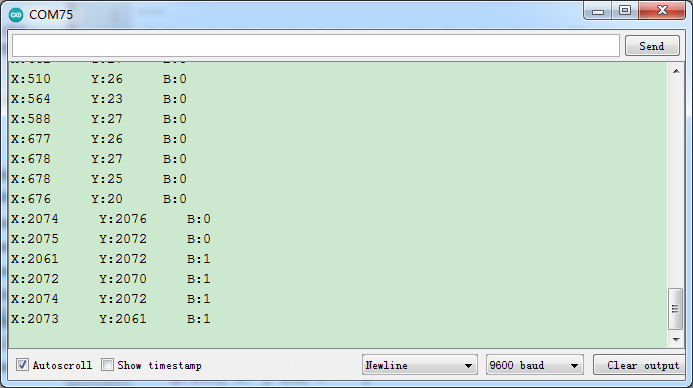 COM75
Send
X:510 Y:26 B:0
X:564 Y:23 B:0
X:588 Y:27 B:0
X:677 Y:26 B:0
X:678 Y:27 B:0
X:678 Y:25 B:0
X:676 Y:20 B:0
X:2074 Y:2076 B:0
X:2075 Y:2072 B:0
X:2061 Y:2072 B:1
X:2072 Y:2070 B:1
X:2074 Y:2072 B:1
X:2073 Y:2061 B:1
Autoscroll Show timestamp Newline 9600 baud Clear output